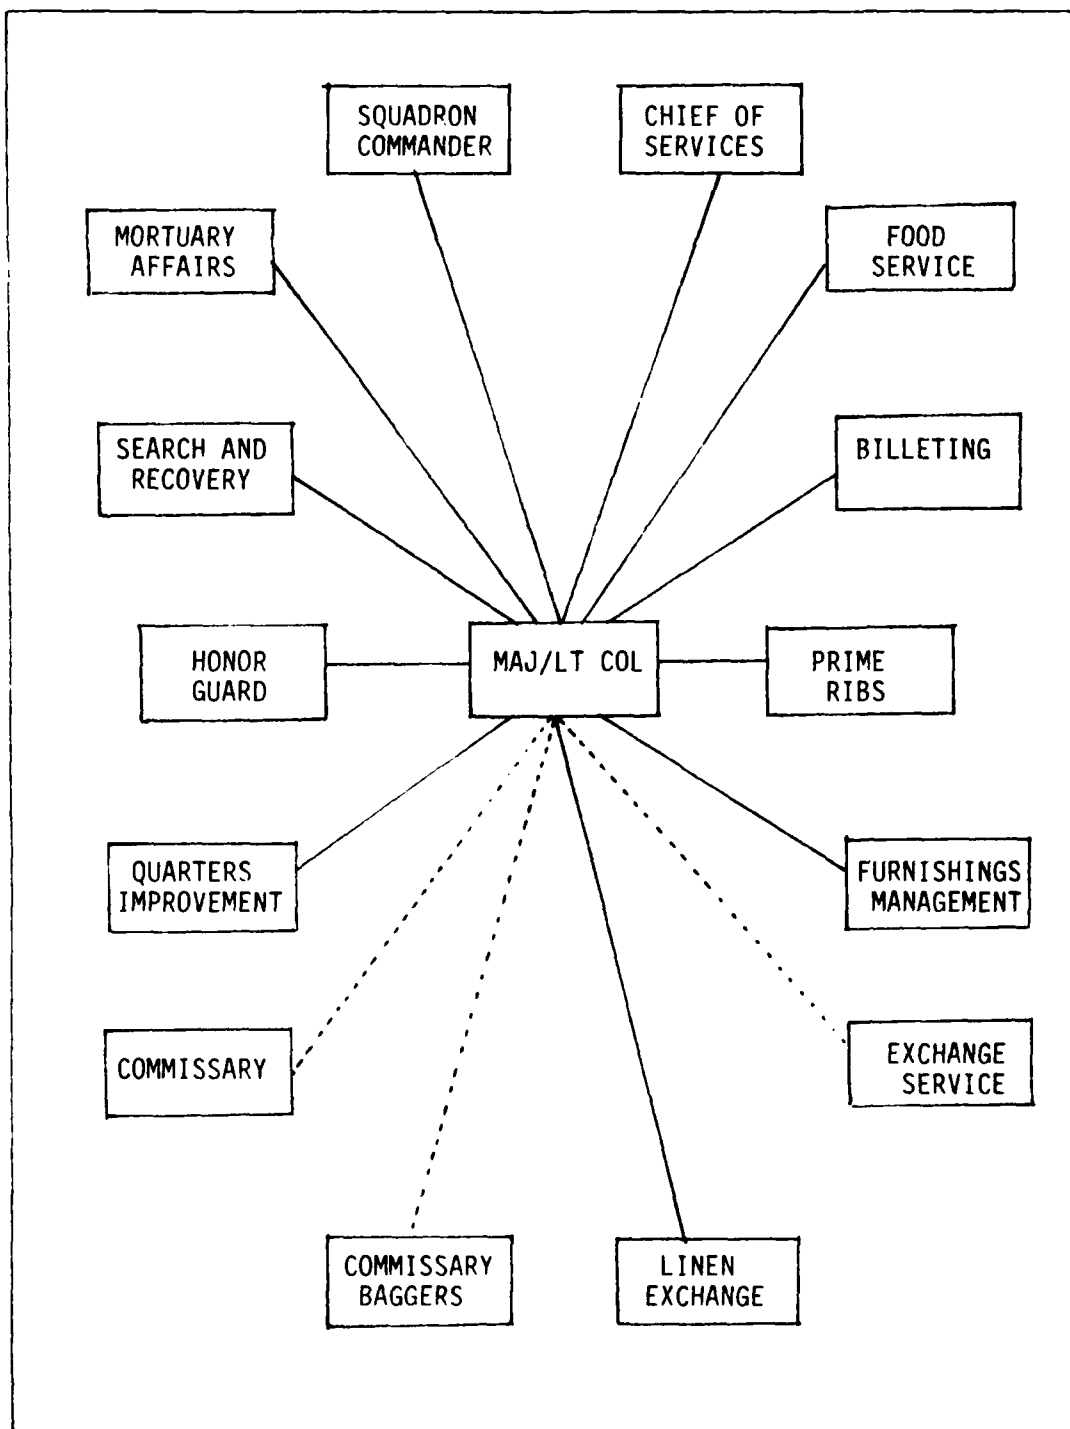 SQUADRON
COMMANDER
CHIEF OF
SERVICES
MORTUARY
AFFAIRS
FOOD
SERVICE
SEARCH AND
RECOVERY
BILLETING
HONOR
GUARD
MAJ/LT COL
PRIME
RIBS
QUARTERS
IMPROVEMENT
FURNISHINGS
MANAGEMENT
COMMISSARY
EXCHANGE
SERVICE
COMMISSARY
BAGGERS
LINEN
EXCHANGE